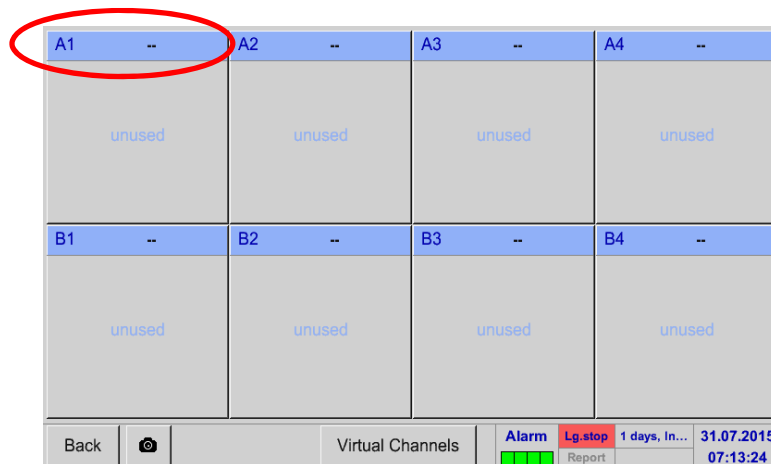 A1 -- A2 -- A3 -- A4 --
unused unused unused unused
B1 -- B2 -- B3 -- B4 --
unused unused unused unused
Back Virtual Channels Alarm Lg.stop 1 days, In... 31.07.2015
Report 07:13:24